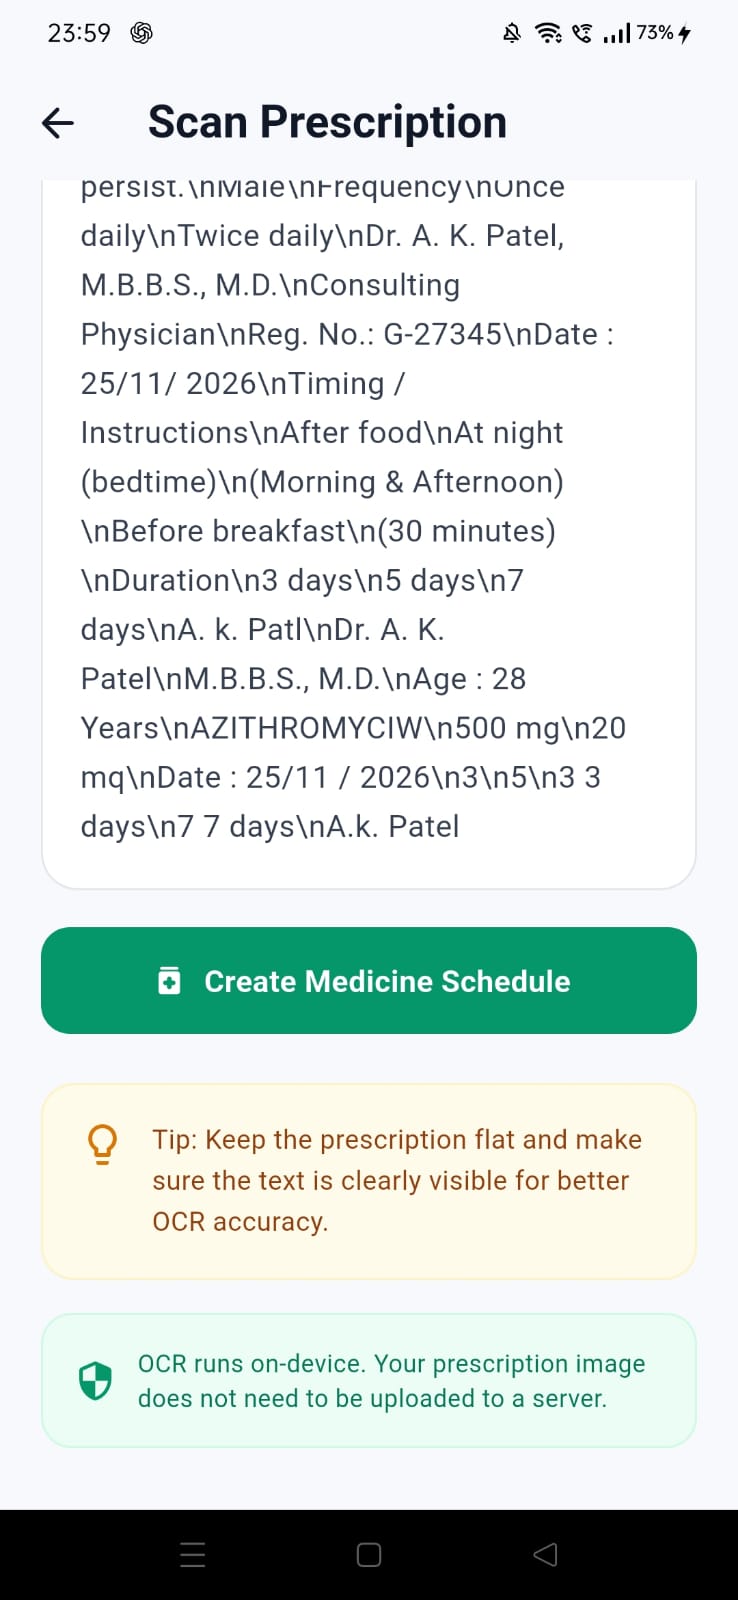 23:59
73%
Scan Prescription
persist.\nMale\nFrequency\nOnce
daily\nTwice daily\nDr. A. K. Patel,
M.B.B.S., M.D.\nConsulting
Physician\nReg. No.: G-27345\nDate :
25/11/ 2026\nTiming /
Instructions\nAfter food\nAt night
(bedtime)\n(Morning & Afternoon)
\nBefore breakfast\n(30 minutes)
\nDuration\n3 days\n5 days\n7
days\nA. k. Patl\nDr. A. K.
Patel\nM.B.B.S., M.D.\nAge : 28
Years\nAZITHROMYCIW\n500 mg\n20
mq\nDate : 25/11 / 2026\n3\n5\n3 3
days\n7 7 days\nA.k. Patel
Create Medicine Schedule
Tip: Keep the prescription flat and make
sure the text is clearly visible for better
OCR accuracy.
OCR runs on-device. Your prescription image
does not need to be uploaded to a server.